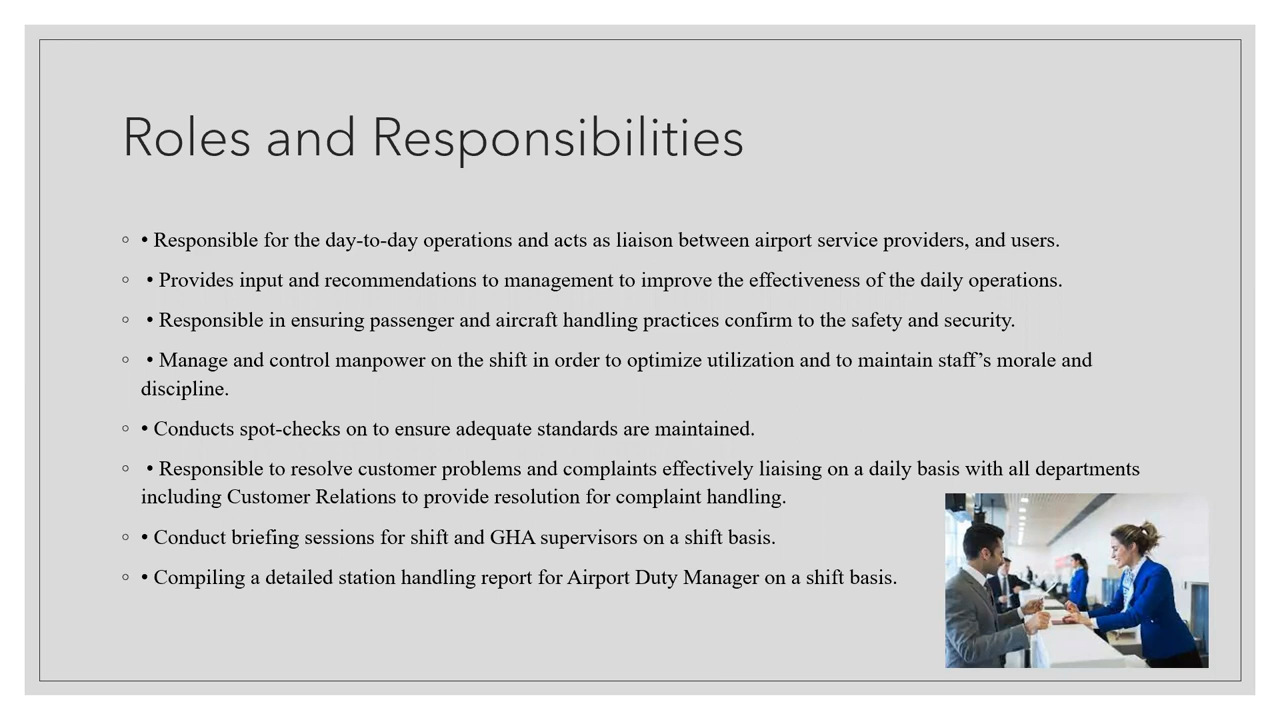 Roles and Responsibilities
◦ • Responsible for the day-to-day operations and acts as liaison between airport service providers, and users.
◦ • Provides input and recommendations to management to improve the effectiveness of the daily operations.
◦ • Responsible in ensuring passenger and aircraft handling practices confirm to the safety and security.
◦ • Manage and control manpower on the shift in order to optimize utilization and to maintain staff’s morale and
discipline.
◦ • Conducts spot-checks on to ensure adequate standards are maintained.
◦ • Responsible to resolve customer problems and complaints effectively liaising on a daily basis with all departments
including Customer Relations to provide resolution for complaint handling.
◦ • Conduct briefing sessions for shift and GHA supervisors on a shift basis.
◦ • Compiling a detailed station handling report for Airport Duty Manager on a shift basis.